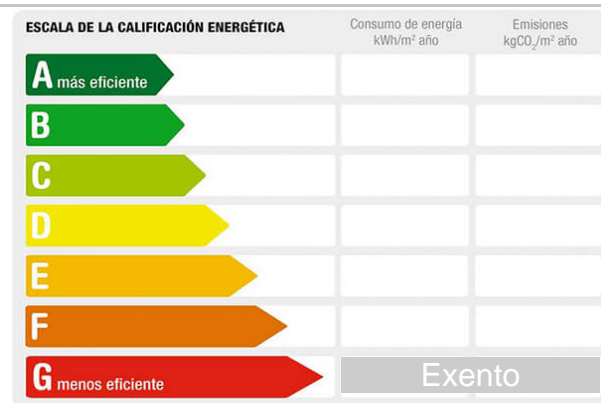 ESCALA DE LA CALIFICACIÓN ENERGÉTICA
Consumo de energía
kWh/m² año
Emisiones
kgCO₂/m² año
A más eficiente
B
C
D
E
F
G menos eficiente
Exento